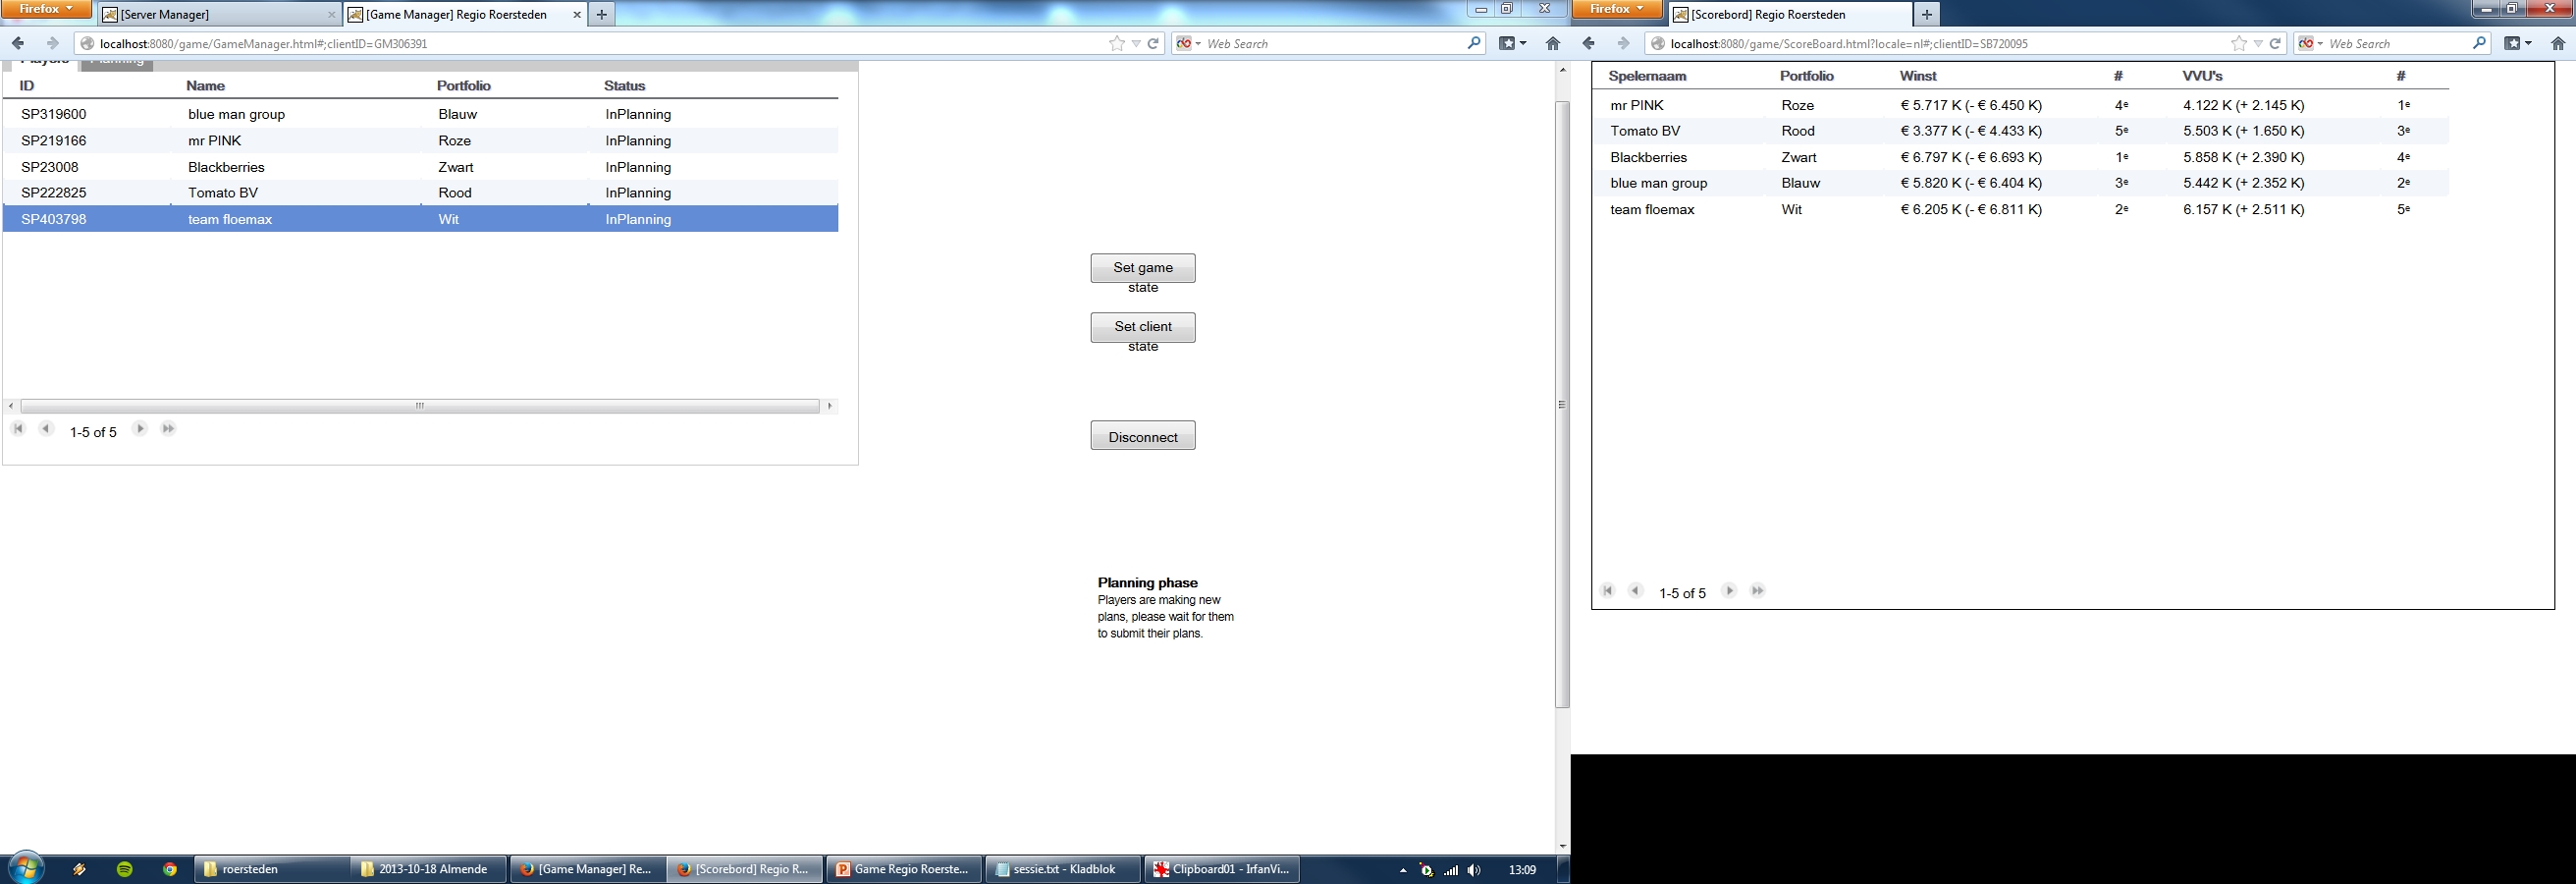 Firefox
[Server Manager]
[Game Manager] Regio Roersteden
localhost:8080/game/GameManager.html#;clientID=GM306391
Web Search
Players Planning
ID Name Portfolio Status
SP319600 blue man group Blauw InPlanning
SP219166 mr PINK Roze InPlanning
SP23008 Blackberries Zwart InPlanning
SP222825 Tomato BV Rood InPlanning
SP403798 team floemax Wit InPlanning
1-5 of 5
Set game
state
Set client
state
Disconnect
Planning phase
Players are making new
plans, please wait for them
to submit their plans.
Firefox
[Scorebord] Regio Roersteden
localhost:8080/game/ScoreBoard.html?locale=nl#;clientID=SB720095
Web Search
Spelernaam Portfolio Winst # VVU's #
mr PINK Roze € 5.717 K (- € 6.450 K) 4e 4.122 K (+ 2.145 K) 1e
Tomato BV Rood € 3.377 K (- € 4.433 K) 5e 5.503 K (+ 1.650 K) 3e
Blackberries Zwart € 6.797 K (- € 6.693 K) 1e 5.858 K (+ 2.390 K) 4e
blue man group Blauw € 5.820 K (- € 6.404 K) 3e 5.442 K (+ 2.352 K) 2e
team floemax Wit € 6.205 K (- € 6.811 K) 2e 6.157 K (+ 2.511 K) 5e
1-5 of 5
roersteden
2013-10-18 Almende
[Game Manager] Re...
[Scorebord] Regio R...
Game Regio Roerste...
sessie.txt - Kladblok
Clipboard01 - IrfanVi...
13:09